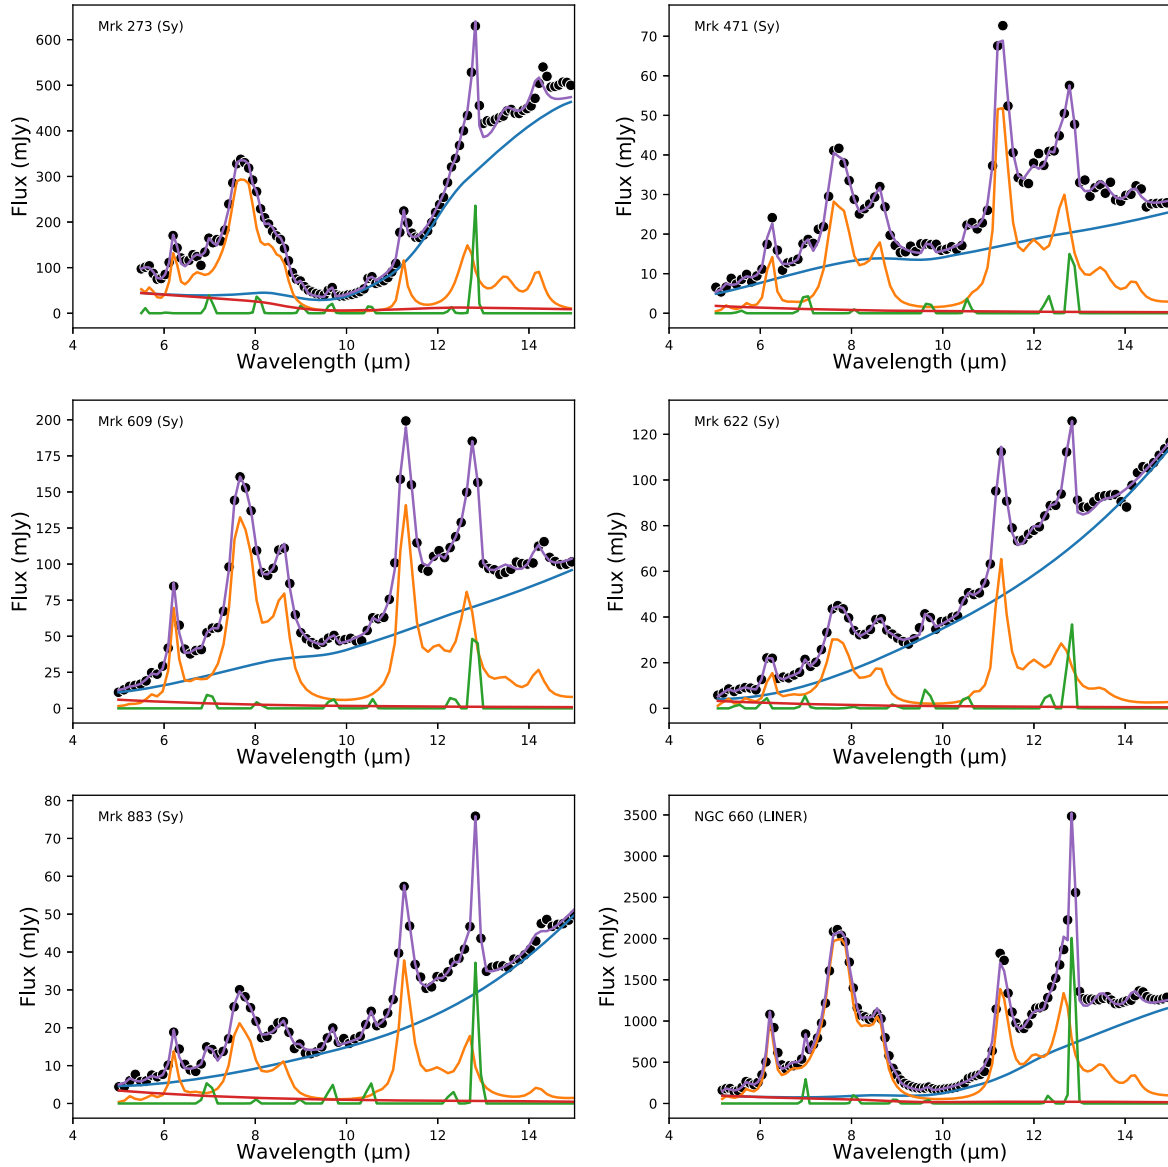 Mrk 273 (Sy)
Flux (mJy)
600
500
400
300
200
100
0
4 6 8 10 12 14
Wavelength (μm)
Mrk 471 (Sy)
Flux (mJy)
70
60
50
40
30
20
10
0
4 6 8 10 12 14
Wavelength (μm)
Mrk 609 (Sy)
Flux (mJy)
200
175
150
125
100
75
50
25
0
4 6 8 10 12 14
Wavelength (μm)
Mrk 622 (Sy)
Flux (mJy)
120
100
80
60
40
20
0
4 6 8 10 12 14
Wavelength (μm)
Mrk 883 (Sy)
Flux (mJy)
80
70
60
50
40
30
20
10
0
4 6 8 10 12 14
Wavelength (μm)
NGC 660 (LINER)
Flux (mJy)
3500
3000
2500
2000
1500
1000
500
0
4 6 8 10 12 14
Wavelength (μm)